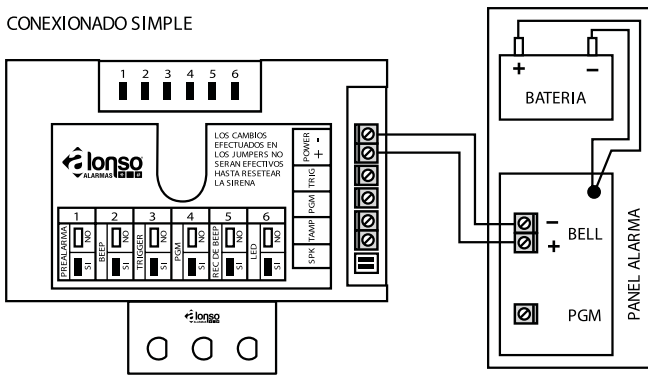 CONEXIONADO SIMPLE
1 2 3 4 5 6
alonso
ALARMAS
LOS CAMBIOS
EFECTUADOS EN
LOS JUMPERS NO
SERAN EFECTIVOS
HASTA RESETEAR
LA SIRENA
POWER
+ -
TRIG
PGM
TAMP
SPK
1 2 3 4 5 6
PREALARMA
NO
SI
BEEP
NO
SI
TRIGGER
NO
SI
PGM
NO
SI
REC DE BEEP
NO
SI
LED
NO
SI
alonso
+ −
BATERIA
− BELL
+
PGM
PANEL ALARMA